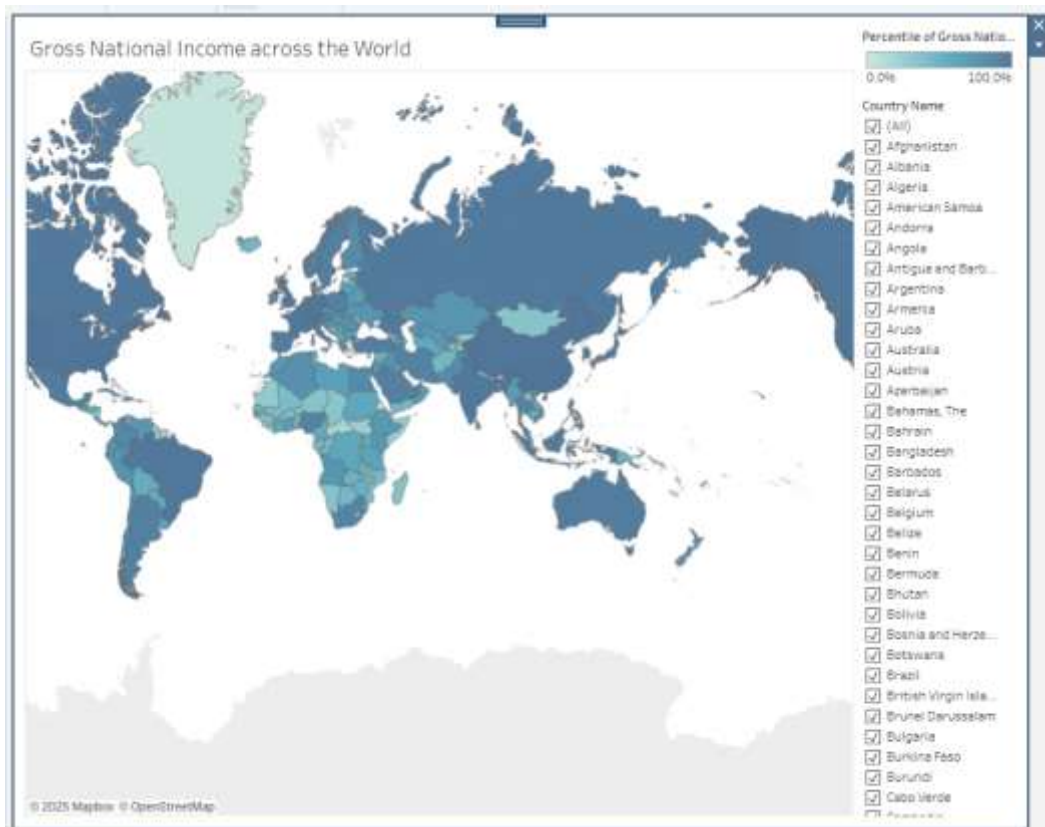 Gross National Income across the World
Percentile of Gross Natio...
0.0% 100.0%
Country Name
(All)
Afghanistan
Albania
Algeria
American Samoa
Andorra
Angola
Antigue and Barb...
Argentina
Armenia
Aruba
Australia
Austria
Azerbaijan
Bahamas, The
Bahrain
Bangladesh
Barbados
Belarus
Belgium
Belize
Benin
Bermuda
Bhutan
Bolivia
Bosnia and Herze...
Botswana
Brazil
British Virgin Isla...
Brunei Darussalam
Bulgaria
Burkina Faso
Burundi
Cabo Verde
© 2025 Mapbox © OpenStreetMap